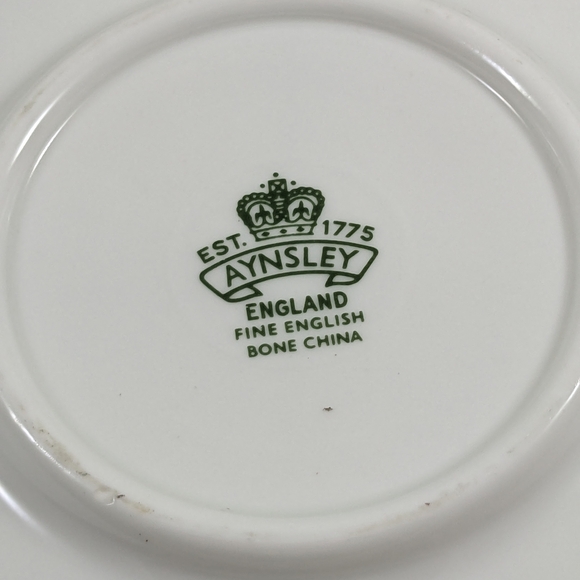 EST. 1775
AYNSLEY
ENGLAND
FINE ENGLISH
BONE CHINA